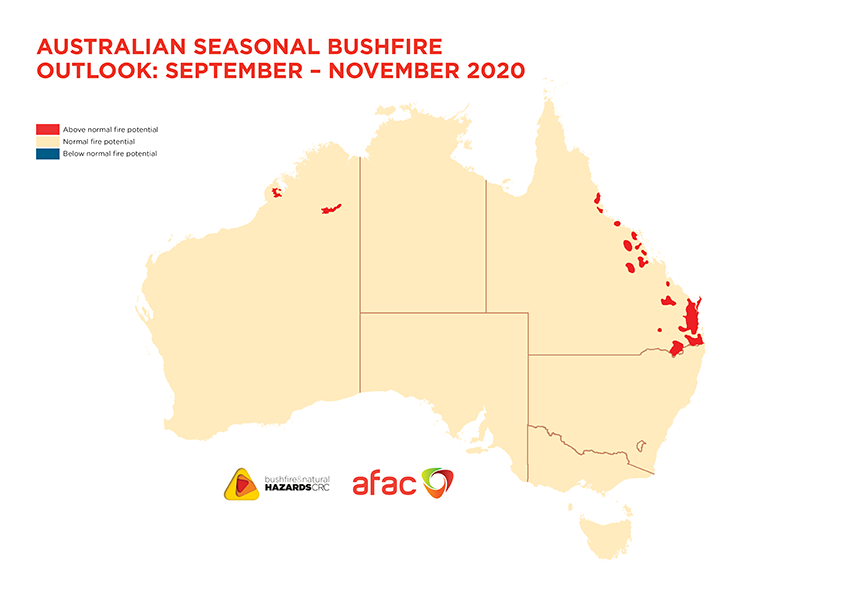 AUSTRALIAN SEASONAL BUSHFIRE
OUTLOOK: SEPTEMBER – NOVEMBER 2020
Above normal fire potential
Normal fire potential
Below normal fire potential
bushfire&natural
HAZARDSCRC
afac